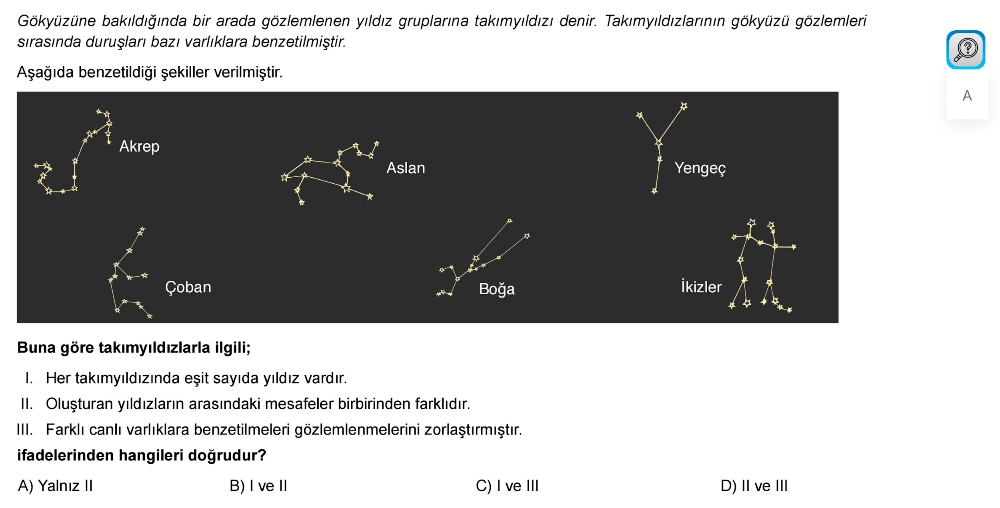 Gökyüzüne bakıldığında bir arada gözlemlenen yıldız gruplarına takımyıldızı denir. Takımyıldızlarının gökyüzü gözlemleri
sırasında duruşları bazı varlıklara benzetilmiştir.
Aşağıda benzetildiği şekiller verilmiştir.
?
A
Akrep
Aslan
Yengeç
Çoban
Boğa
İkizler
Buna göre takımyıldızlarla ilgili;
I. Her takımyıldızında eşit sayıda yıldız vardır.
II. Oluşturan yıldızların arasındaki mesafeler birbirinden farklıdır.
III. Farklı canlı varlıklara benzetilmeleri gözlemlenmelerini zorlaştırmıştır.
ifadelerinden hangileri doğrudur?
A) Yalnız II B) I ve II C) I ve III D) II ve III